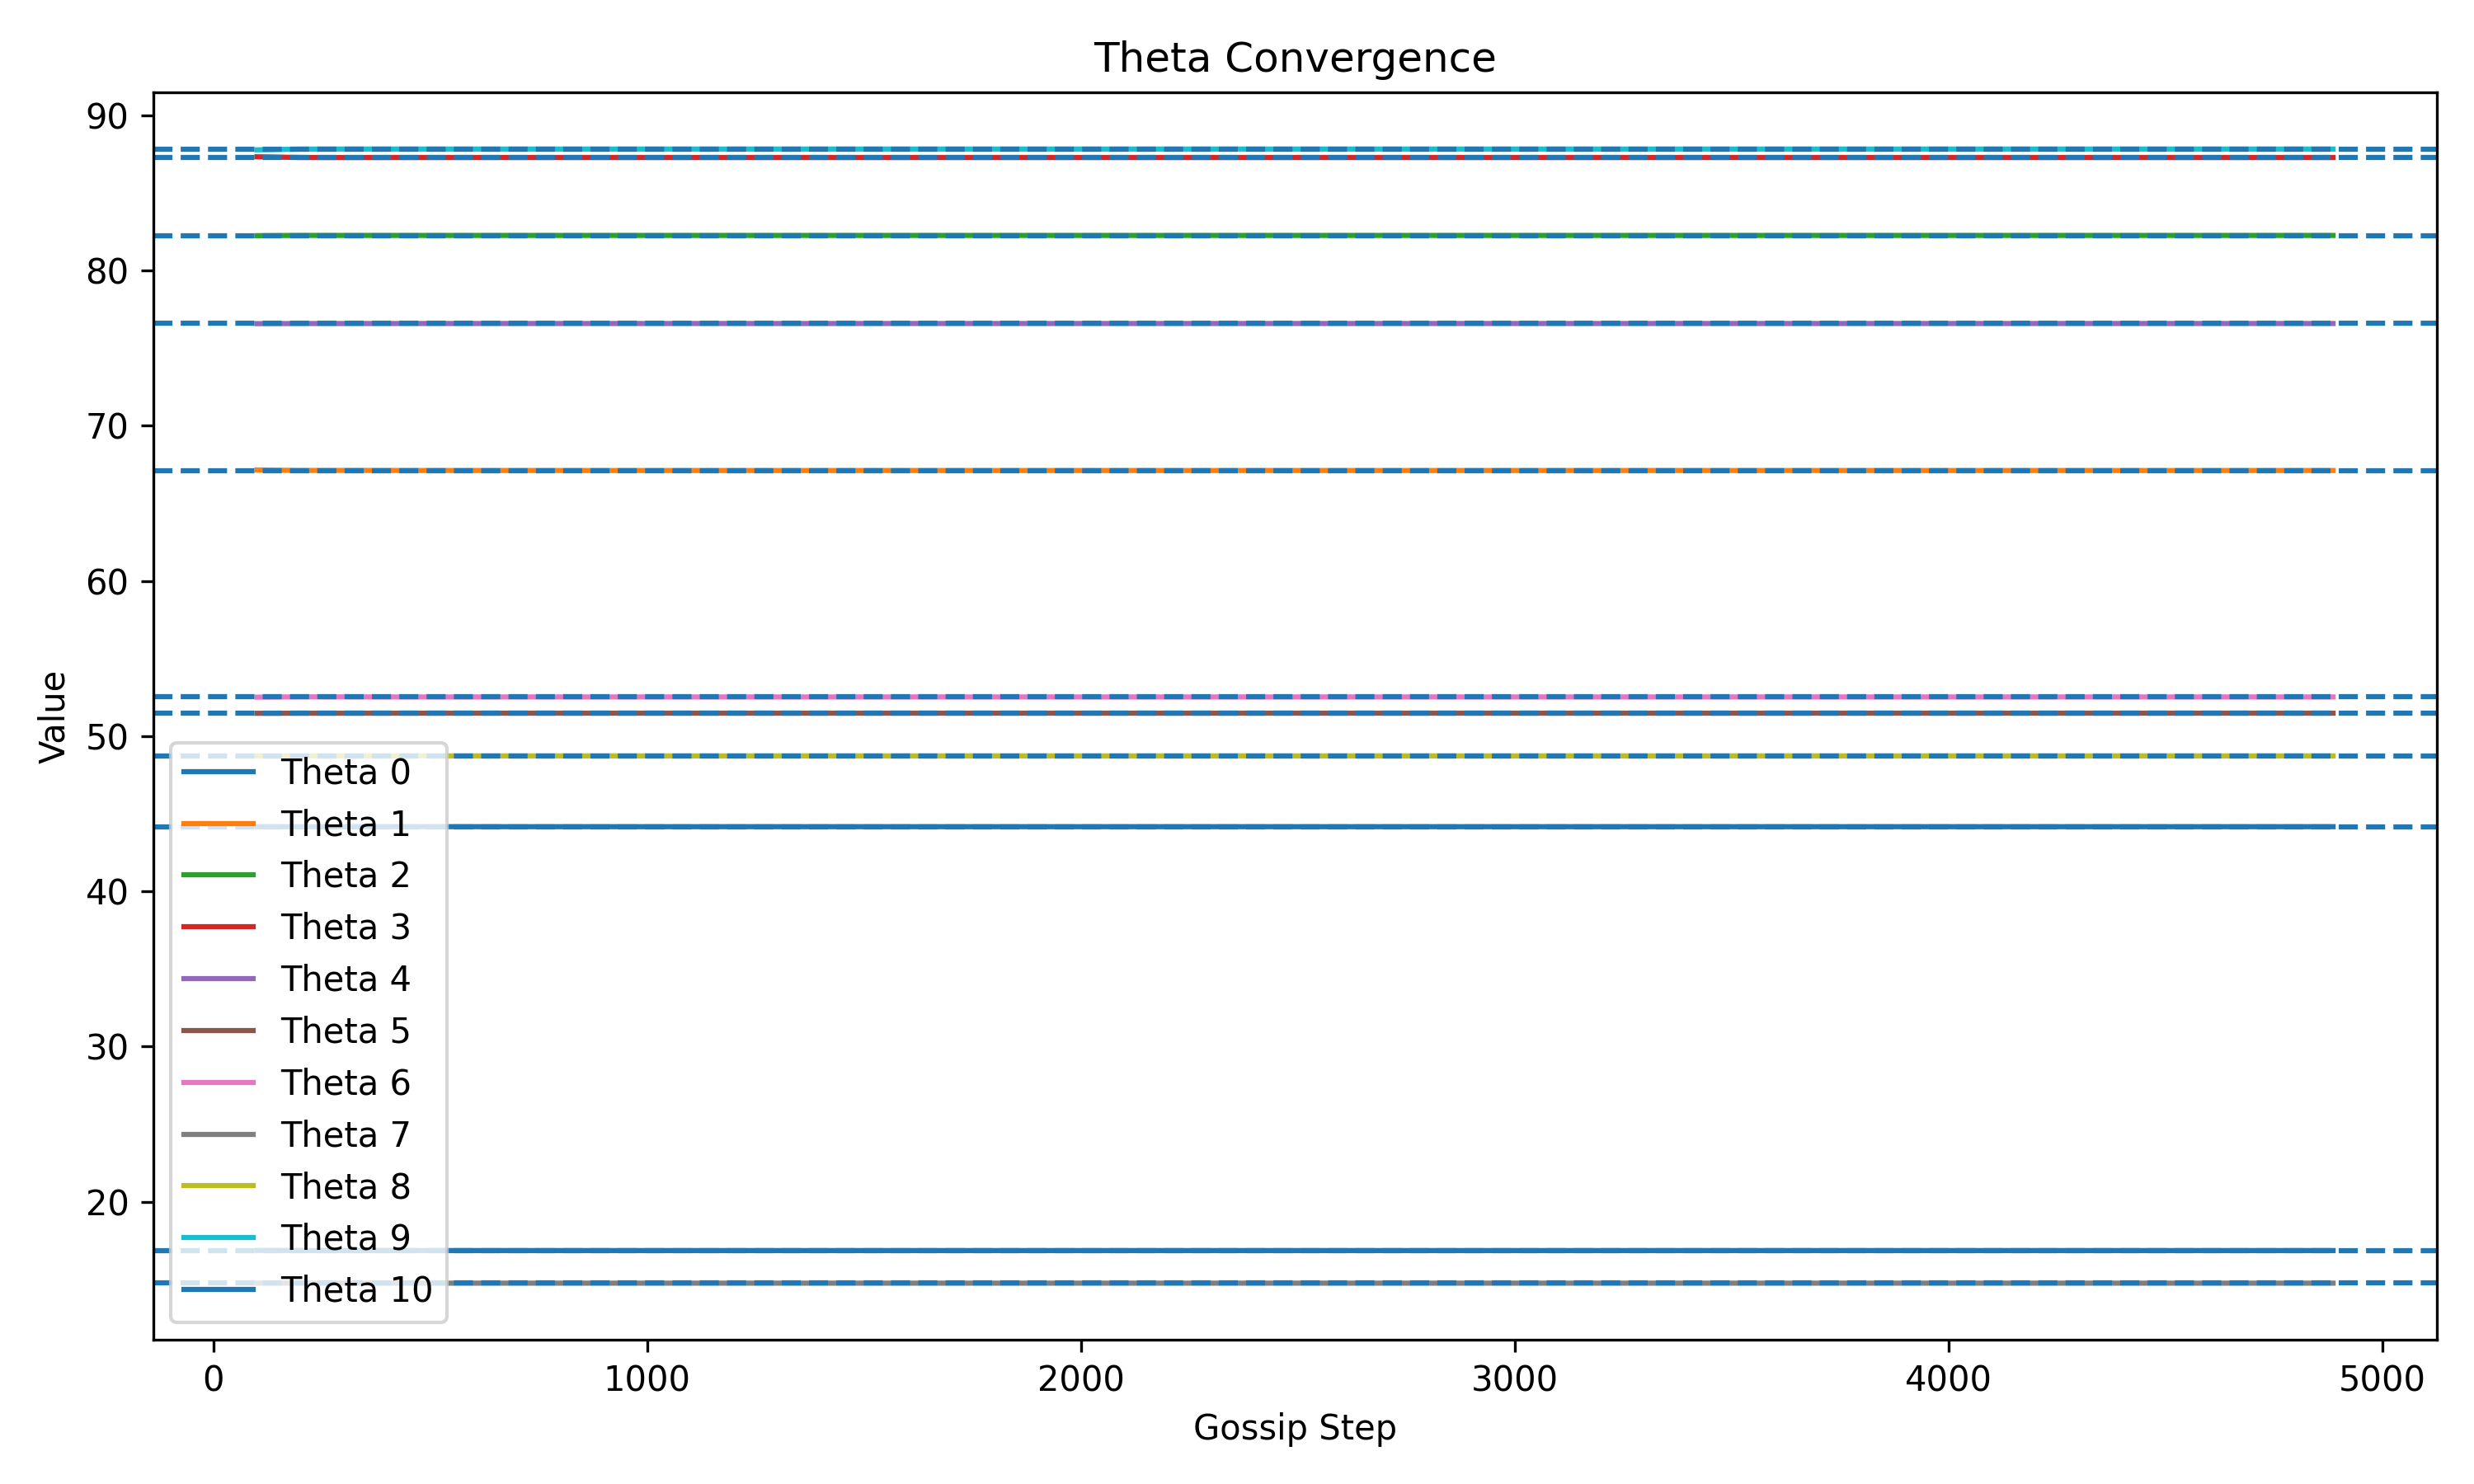 Theta Convergence
90
80
70
60
50
40
30
20
Value
Theta 0
Theta 1
Theta 2
Theta 3
Theta 4
Theta 5
Theta 6
Theta 7
Theta 8
Theta 9
Theta 10
0 1000 2000 3000 4000 5000
Gossip Step